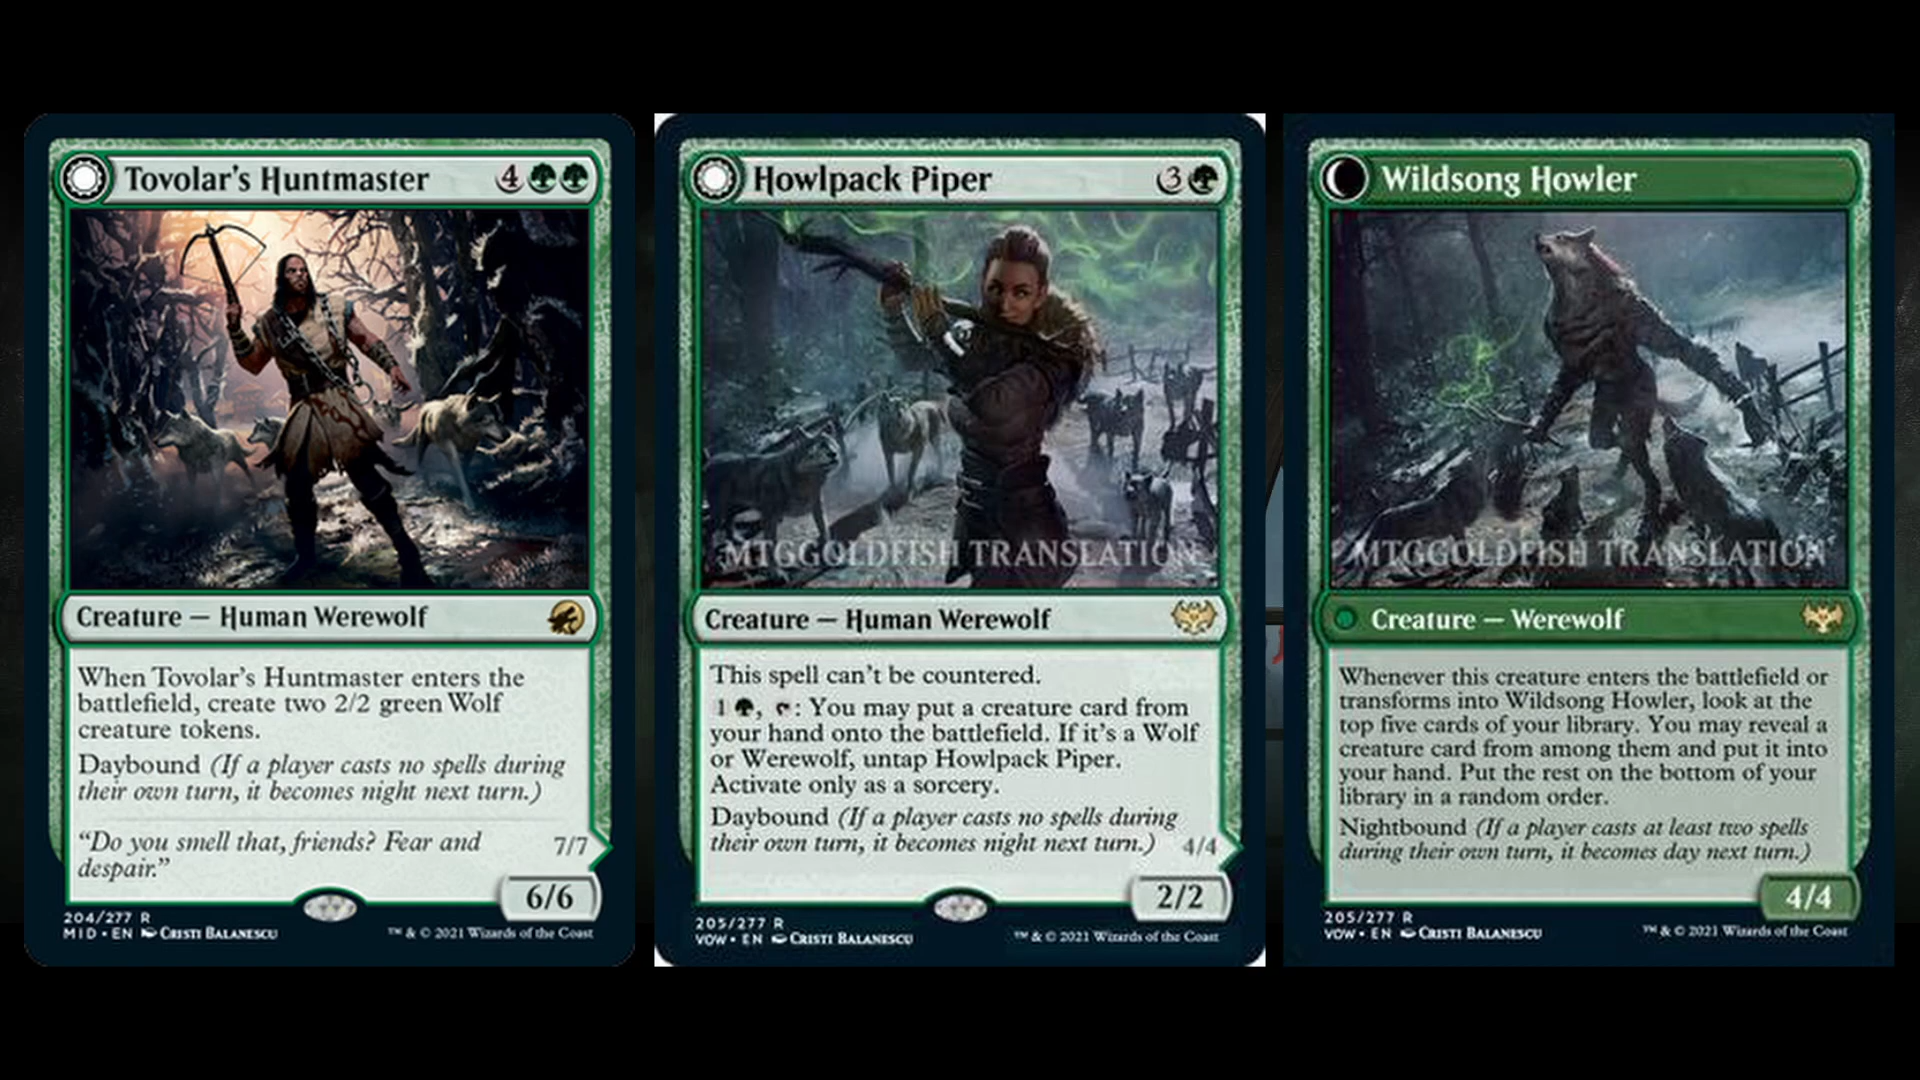 Tovolar's Huntmaster 4
Creature — Human Werewolf
When Tovolar's Huntmaster enters the
battlefield, create two 2/2 green Wolf
creature tokens.
Daybound (If a player casts no spells during
their own turn, it becomes night next turn.)
"Do you smell that, friends? Fear and
despair."
7/7
6/6
204/277 R
MID • EN CRISTI BALANESCU
™ & © 2021 Wizards of the Coast
Howlpack Piper 3
MTGGOLDFISH TRANSLATION
Creature — Human Werewolf
This spell can't be countered.
1 , : You may put a creature card from
your hand onto the battlefield. If it's a Wolf
or Werewolf, untap Howlpack Piper.
Activate only as a sorcery.
Daybound (If a player casts no spells during
their own turn, it becomes night next turn.)
4/4
2/2
205/277 R
VOW • EN CRISTI BALANESCU
™ & © 2021 Wizards of the Coast
Wildsong Howler
MTGGOLDFISH TRANSLATION
Creature — Werewolf
Whenever this creature enters the battlefield or
transforms into Wildsong Howler, look at the
top five cards of your library. You may reveal a
creature card from among them and put it into
your hand. Put the rest on the bottom of your
library in a random order.
Nightbound (If a player casts at least two spells
during their own turn, it becomes day next turn.)
4/4
205/277 R
VOW • EN CRISTI BALANESCU
™ & © 2021 Wizards of the Coast